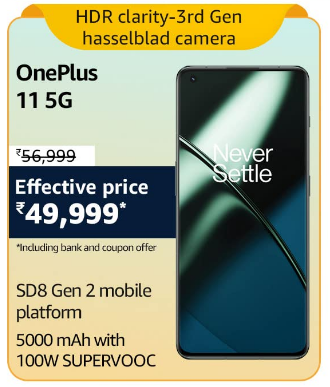 HDR clarity-3rd Gen
hasselblad camera
OnePlus
11 5G
₹56,999
Effective price
₹49,999*
*Including bank and coupon offer
Never
Settle
SD8 Gen 2 mobile
platform
5000 mAh with
100W SUPERVOOC